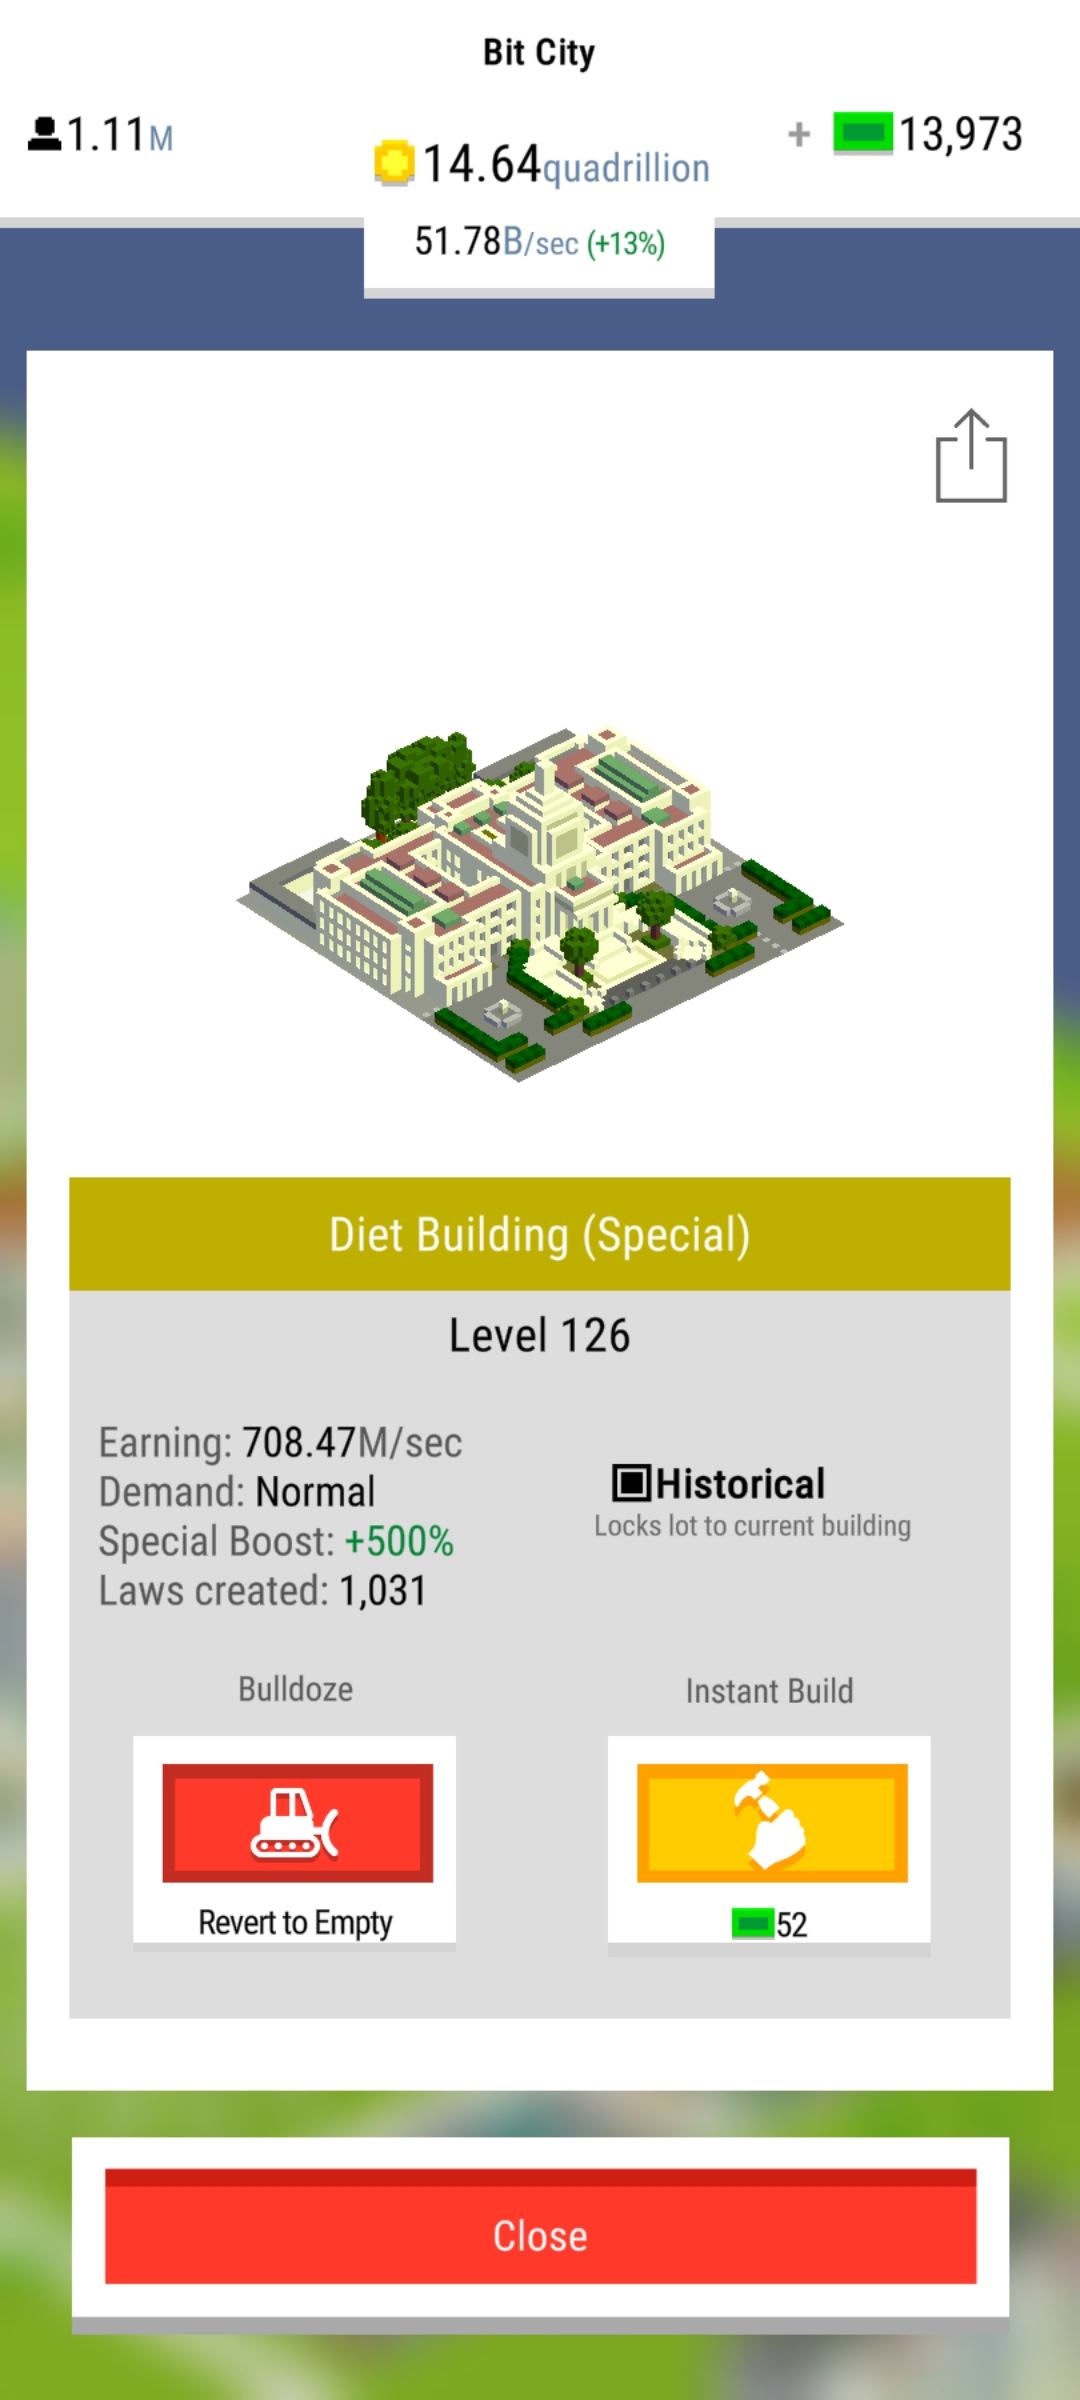 Bit City
1.11M
14.64quadrillion
+ 13,973
51.78B/sec (+13%)
Diet Building (Special)
Level 126
Earning: 708.47M/sec
Demand: Normal
Special Boost: +500%
Laws created: 1,031
Historical
Locks lot to current building
Bulldoze
Revert to Empty
Instant Build
52
Close